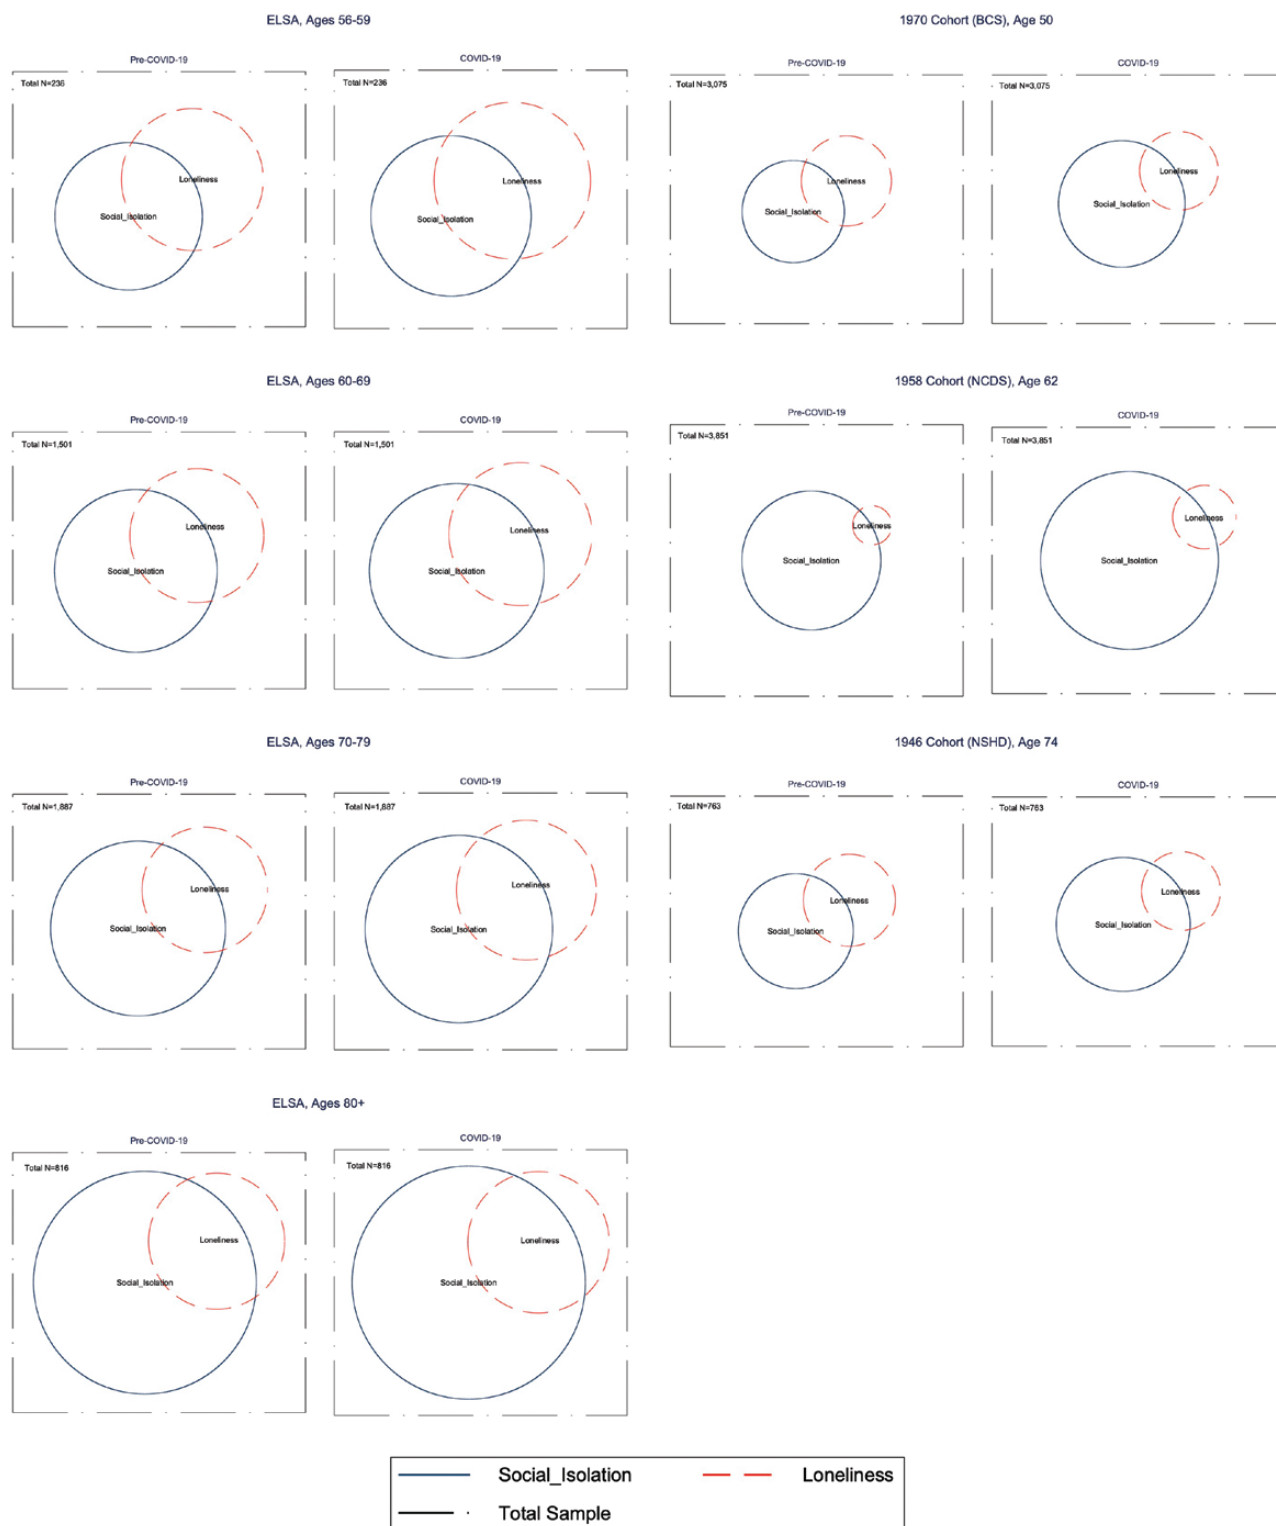 ELSA, Ages 56-59
Pre-COVID-19
COVID-19
Total N=236
Total N=236
Loneliness
Social_Isolation
Loneliness
Social_Isolation
1970 Cohort (BCS), Age 50
Pre-COVID-19
COVID-19
Total N=3,075
Total N=3,075
Loneliness
Social_Isolation
Loneliness
Social_Isolation
ELSA, Ages 60-69
Pre-COVID-19
COVID-19
Total N=1,501
Total N=1,501
Loneliness
Social_Isolation
Loneliness
Social_Isolation
1958 Cohort (NCDS), Age 62
Pre-COVID-19
COVID-19
Total N=3,851
Total N=3,851
Loneliness
Social_Isolation
Loneliness
Social_Isolation
ELSA, Ages 70-79
Pre-COVID-19
COVID-19
Total N=1,887
Total N=1,887
Loneliness
Social_Isolation
Loneliness
Social_Isolation
1946 Cohort (NSHD), Age 74
Pre-COVID-19
COVID-19
Total N=763
Total N=763
Loneliness
Social_Isolation
Loneliness
Social_Isolation
ELSA, Ages 80+
Pre-COVID-19
COVID-19
Total N=816
Total N=816
Loneliness
Social_Isolation
Loneliness
Social_Isolation
Social_Isolation
Loneliness
Total Sample